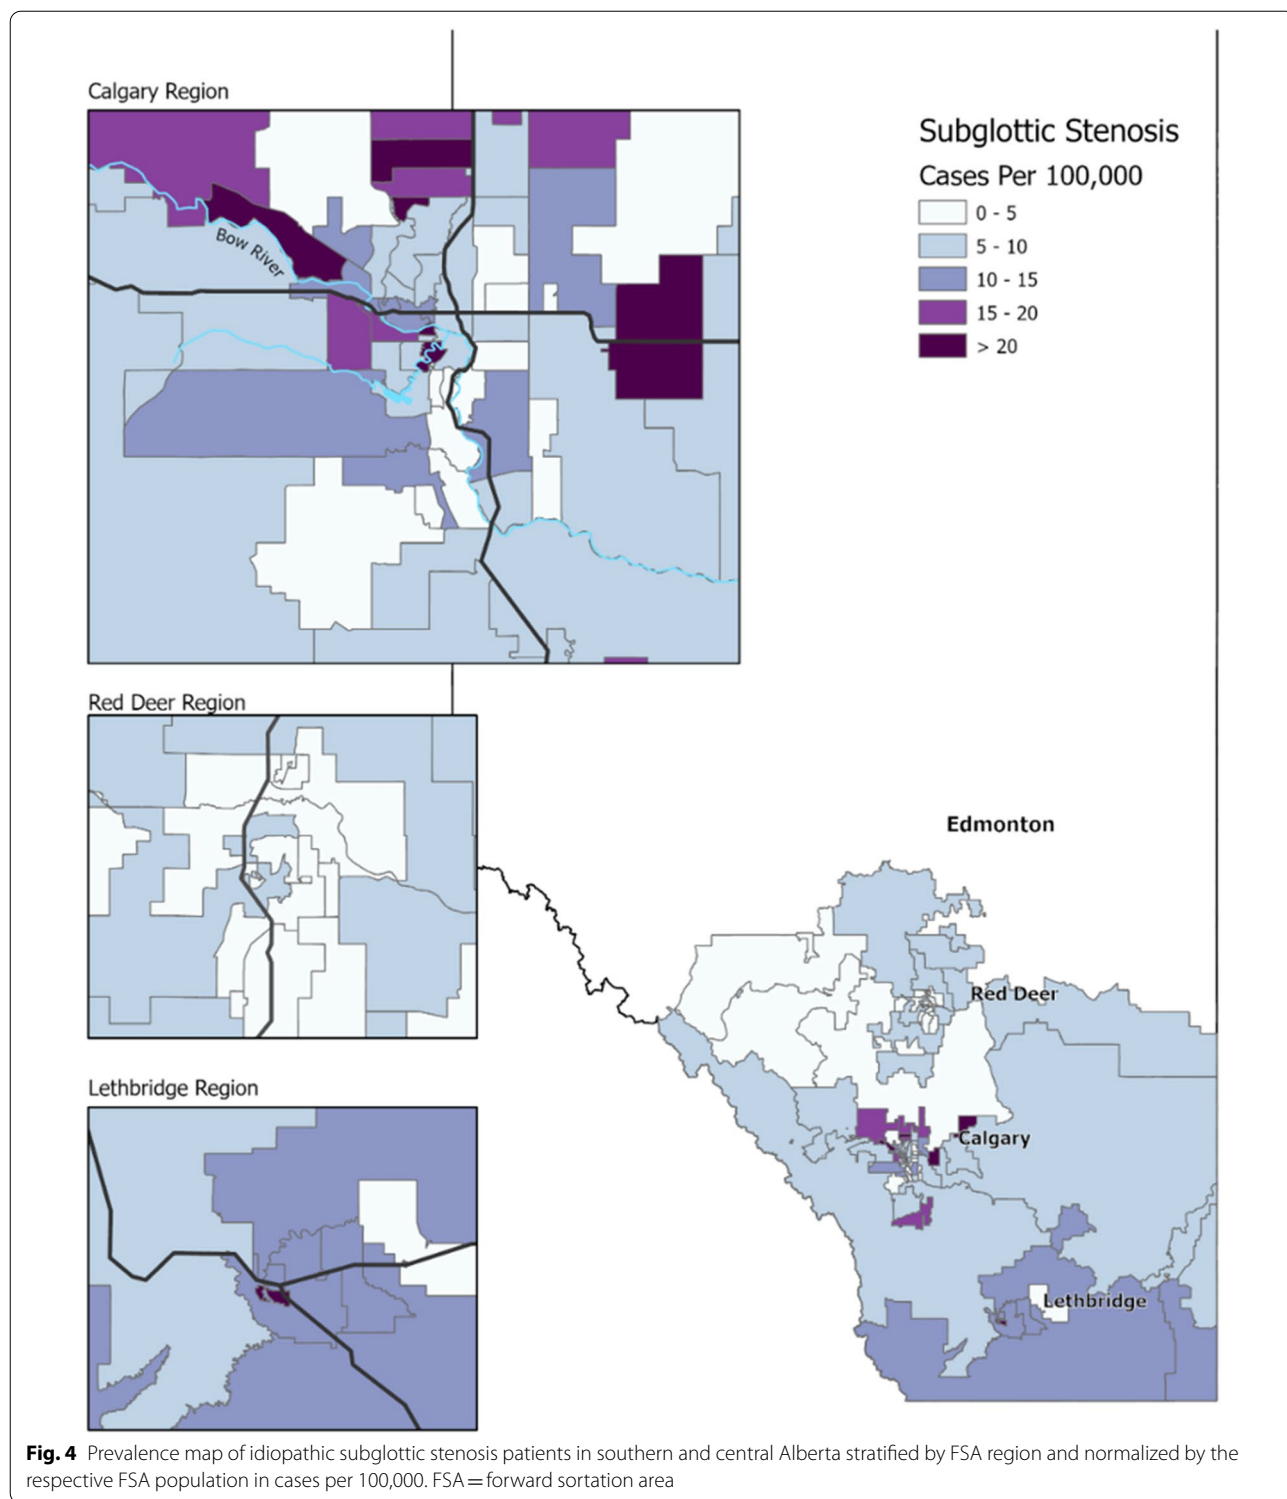 Calgary Region
Bow River
Subglottic Stenosis
Cases Per 100,000
0 - 5
5 - 10
10 - 15
15 - 20
> 20
Red Deer Region
Edmonton
Red Deer
Calgary
Lethbridge
Lethbridge Region
Fig. 4 Prevalence map of idiopathic subglottic stenosis patients in southern and central Alberta stratified by FSA region and normalized by the
respective FSA population in cases per 100,000. FSA = forward sortation area